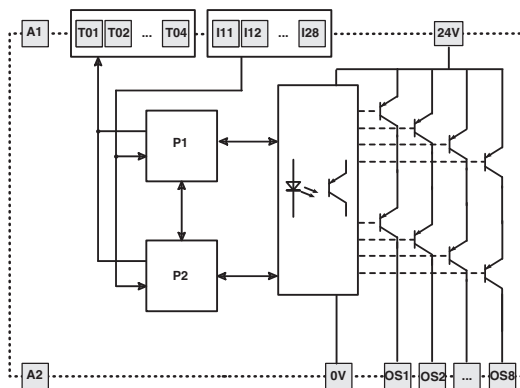 A1 T01 T02 ... T04 I11 I12 ... I28 24V
P1
P2
A2 0V OS1 OS2 ... OS8